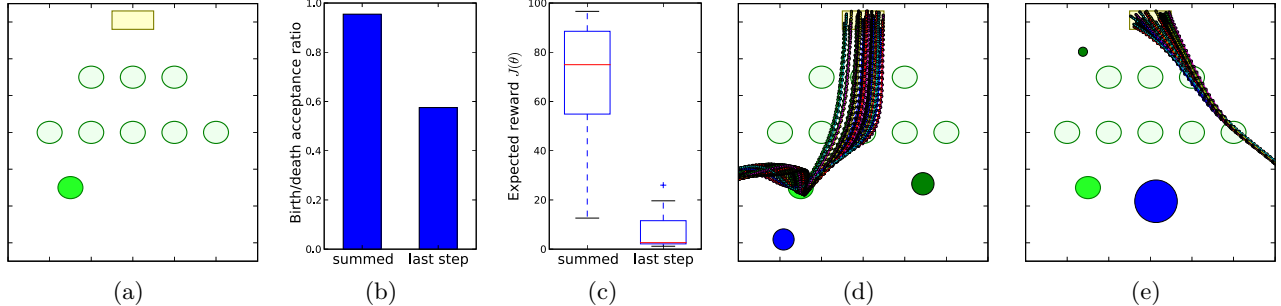 1.0
0.8
0.6
0.4
0.2
0.0
Birth/death acceptance ratio
summed last step
100
80
60
40
20
0
Expected reward J(θ)
summed last step
(a) (b) (c) (d) (e)